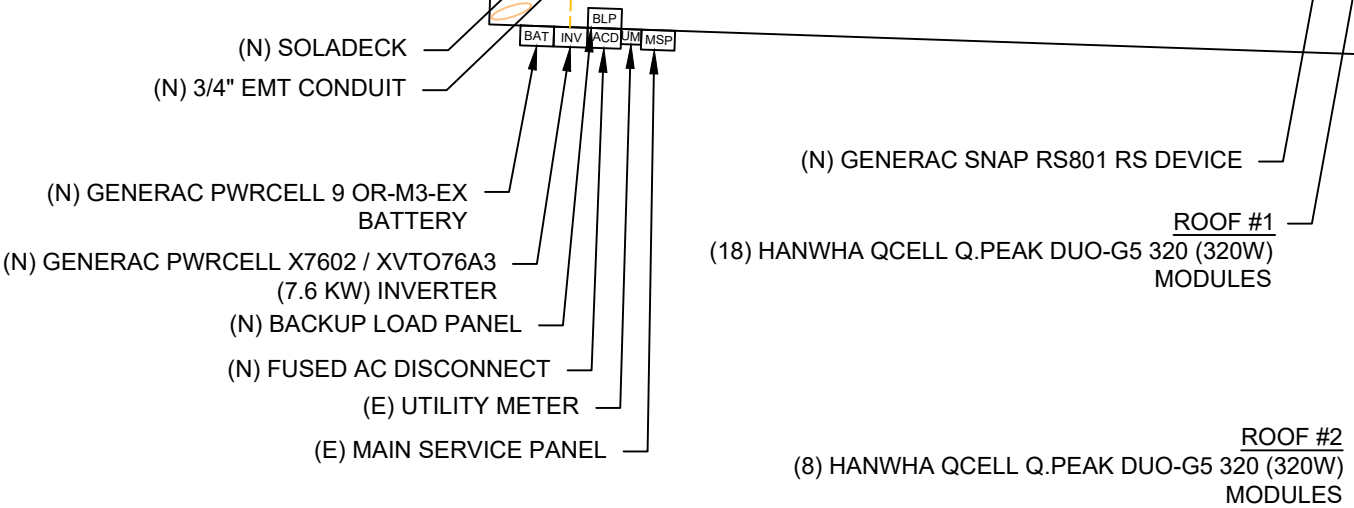 BLP
BAT INV ACD UM MSP
(N) SOLADECK
(N) 3/4" EMT CONDUIT
(N) GENERAC PWRCELL 9 OR-M3-EX
BATTERY
(N) GENERAC PWRCELL X7602 / XVTO76A3
(7.6 KW) INVERTER
(N) BACKUP LOAD PANEL
(N) FUSED AC DISCONNECT
(E) UTILITY METER
(E) MAIN SERVICE PANEL
(N) GENERAC SNAP RS801 RS DEVICE
ROOF #1
(18) HANWHA QCELL Q.PEAK DUO-G5 320 (320W)
MODULES
ROOF #2
(8) HANWHA QCELL Q.PEAK DUO-G5 320 (320W)
MODULES